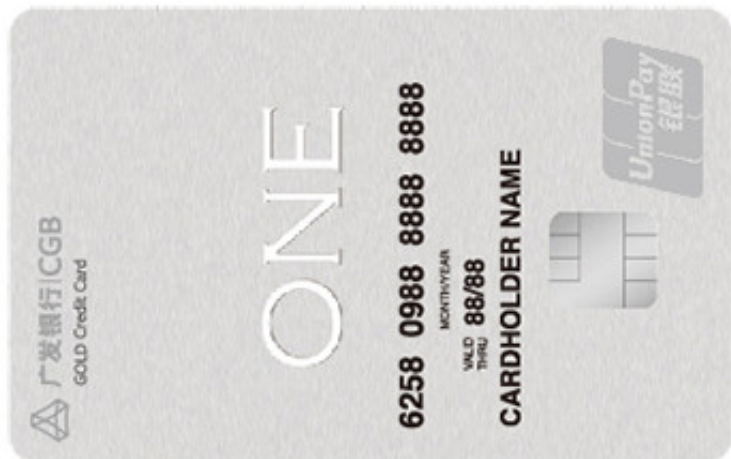 广发银行|CGB
GOLD Credit Card
ONE
6258 0988 8888 8888
MONTH/YEAR
VALID THRU 88/88
CARDHOLDER NAME
UnionPay
银联